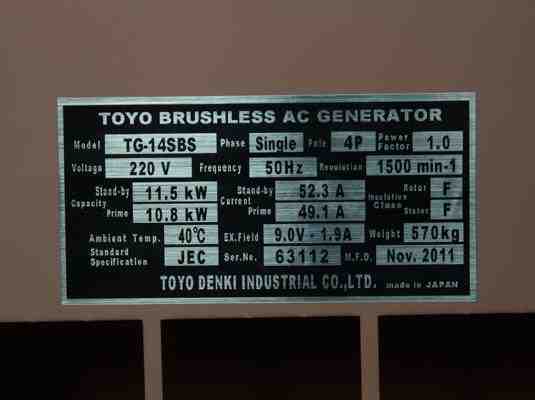 TOYO BRUSHLESS AC GENERATOR
Model TG-14SBS Phase Single Pole 4P Power Factor 1.0
Voltage 220 V Frequency 50Hz Revolution 1500 min-1
Capacity Stand-by 11.5 kW Current Stand-by 52.3 A Insulation Class Rotor F
Prime 10.8 kW Prime 49.1 A Stator F
Ambient Temp. 40℃ EX.Field 9.0V - 1.9A Weight 570kg
Standard Specification JEC Ser.No. 63112 M.F.D. Nov. 2011
TOYO DENKI INDUSTRIAL CO.,LTD. made in JAPAN